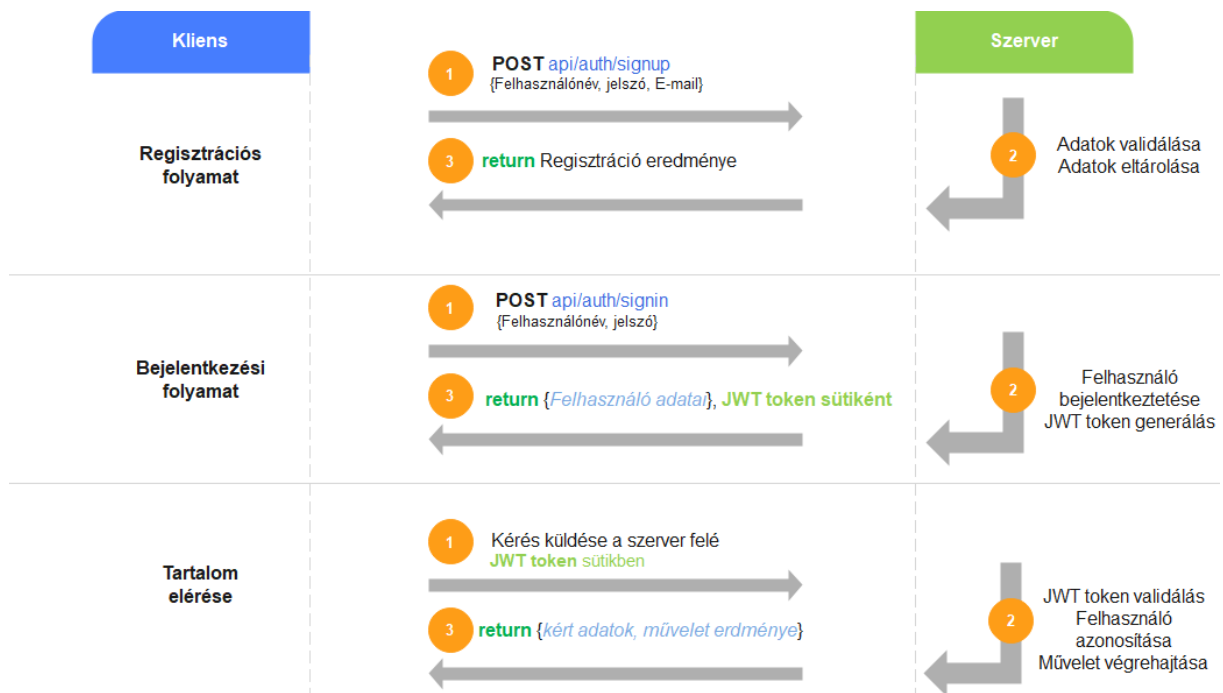 Kliens
Szerver
1
POST api/auth/signup
{Felhasználónév, jelszó, E-mail}
Regisztrációs
folyamat
3
return Regisztráció eredménye
2
Adatok validálása
Adatok eltárolása
1
POST api/auth/signin
{Felhasználónév, jelszó}
Bejelentkezési
folyamat
3
return {Felhasználó adatai}, JWT token sütiként
2
Felhasználó
bejelentkeztetése
JWT token generálás
1
Kérés küldése a szerver felé
JWT token sütikben
Tartalom
elérése
3
return {kért adatok, művelet erdménye}
2
JWT token validálás
Felhasználó
azonosítása
Művelet végrehajtása